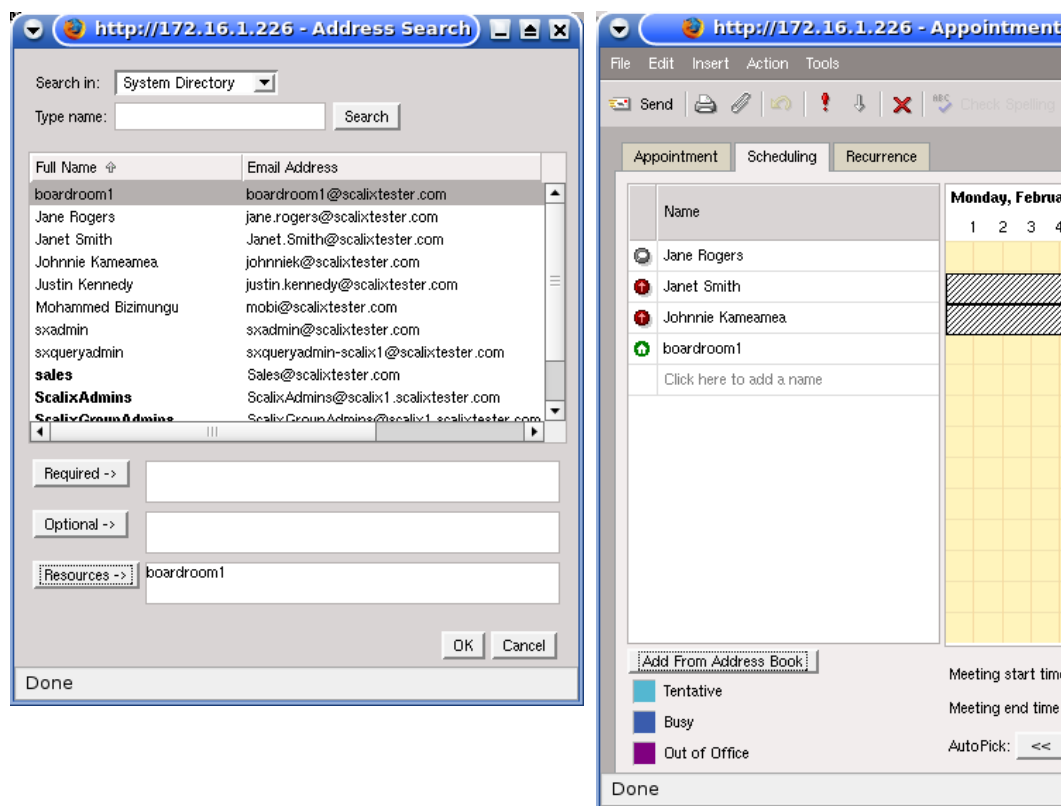 http://172.16.1.226 - Address Search
Search in: System Directory
Type name: Search
Full Name Email Address
boardroom1 boardroom1@scalixtester.com
Jane Rogers jane.rogers@scalixtester.com
Janet Smith Janet.Smith@scalixtester.com
Johnnie Kameamea johnniek@scalixtester.com
Justin Kennedy justin.kennedy@scalixtester.com
Mohammed Bizimungu mobi@scalixtester.com
sxadmin sxadmin@scalixtester.com
sxqueryadmin sxqueryadmin-scalix1@scalixtester.com
sales Sales@scalixtester.com
ScalixAdmins ScalixAdmins@scalix1.scalixtester.com
ScalixGroupAdmins ScalixGroupAdmins@scalix1.scalixtester.com
Required ->
Optional ->
Resources -> boardroom1
OK Cancel
Done
http://172.16.1.226 - Appointment
File Edit Insert Action Tools
Send ABC Check Spelling
Appointment Scheduling Recurrence
Name Monday, Februa
1 2 3 4
Jane Rogers
Janet Smith
Johnnie Kameamea
boardroom1
Click here to add a name
Add From Address Book
Tentative
Busy
Out of Office
Meeting start time
Meeting end time
AutoPick: <<
Done